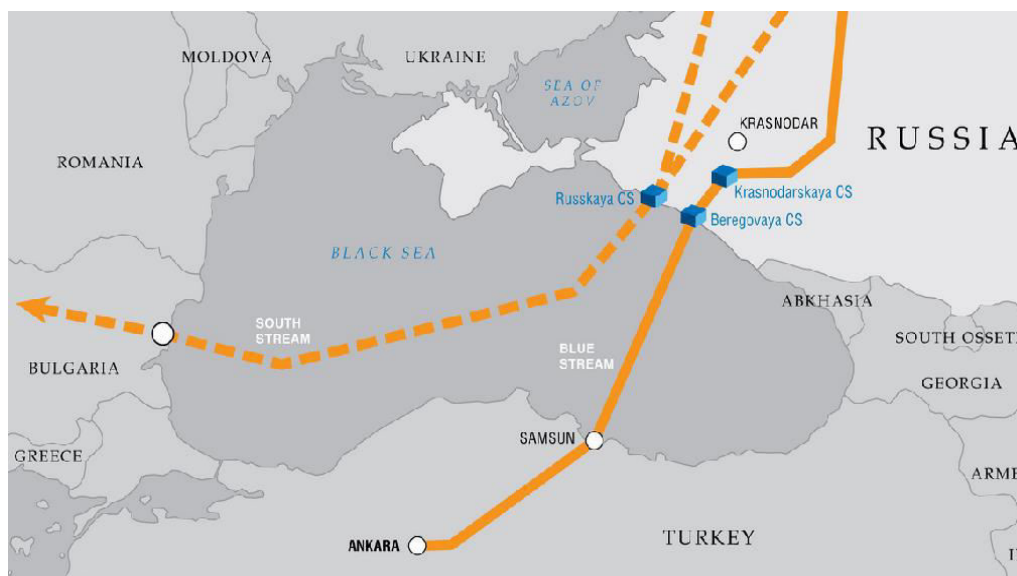 MOLDOVA
UKRAINE
SEA OF
AZOV
KRASNODAR
RUSSIA
ROMANIA
Russkaya CS
Krasnodarskaya CS
Beregovaya CS
BLACK SEA
ABKHASIA
SOUTH
STREAM
SOUTH OSSETI
BLUE
STREAM
BULGARIA
GEORGIA
SAMSUN
GREECE
ARME
ANKARA
TURKEY